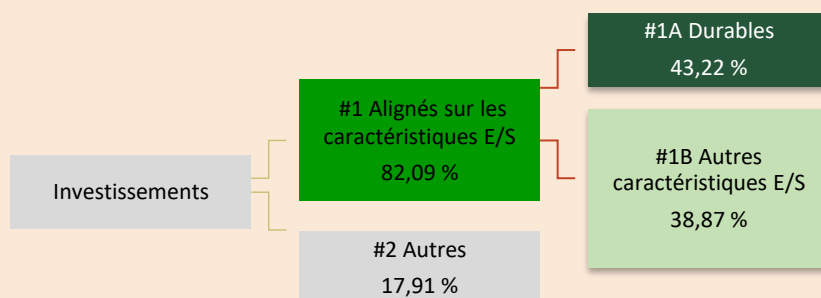 Investissements
#1 Alignés sur les
caractéristiques E/S
82,09 %
#2 Autres
17,91 %
#1A Durables
43,22 %
#1B Autres
caractéristiques E/S
38,87 %